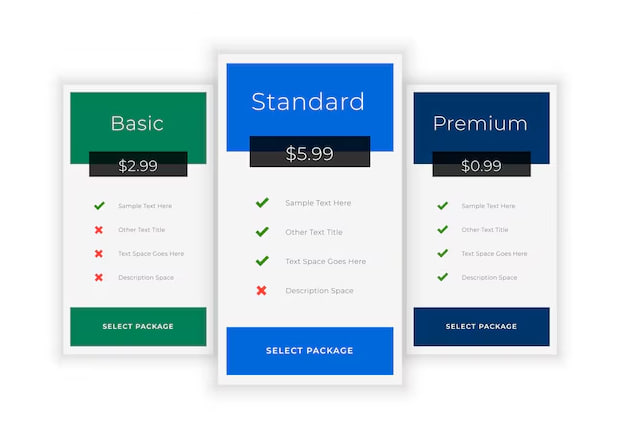 Basic
$2.99
Sample Text Here
Other Text Title
Text Space Goes Here
Description Space
SELECT PACKAGE
Standard
$5.99
Sample Text Here
Other Text Title
Text Space Goes Here
Description Space
SELECT PACKAGE
Premium
$0.99
Sample Text Here
Other Text Title
Text Space Goes Here
Description Space
SELECT PACKAGE